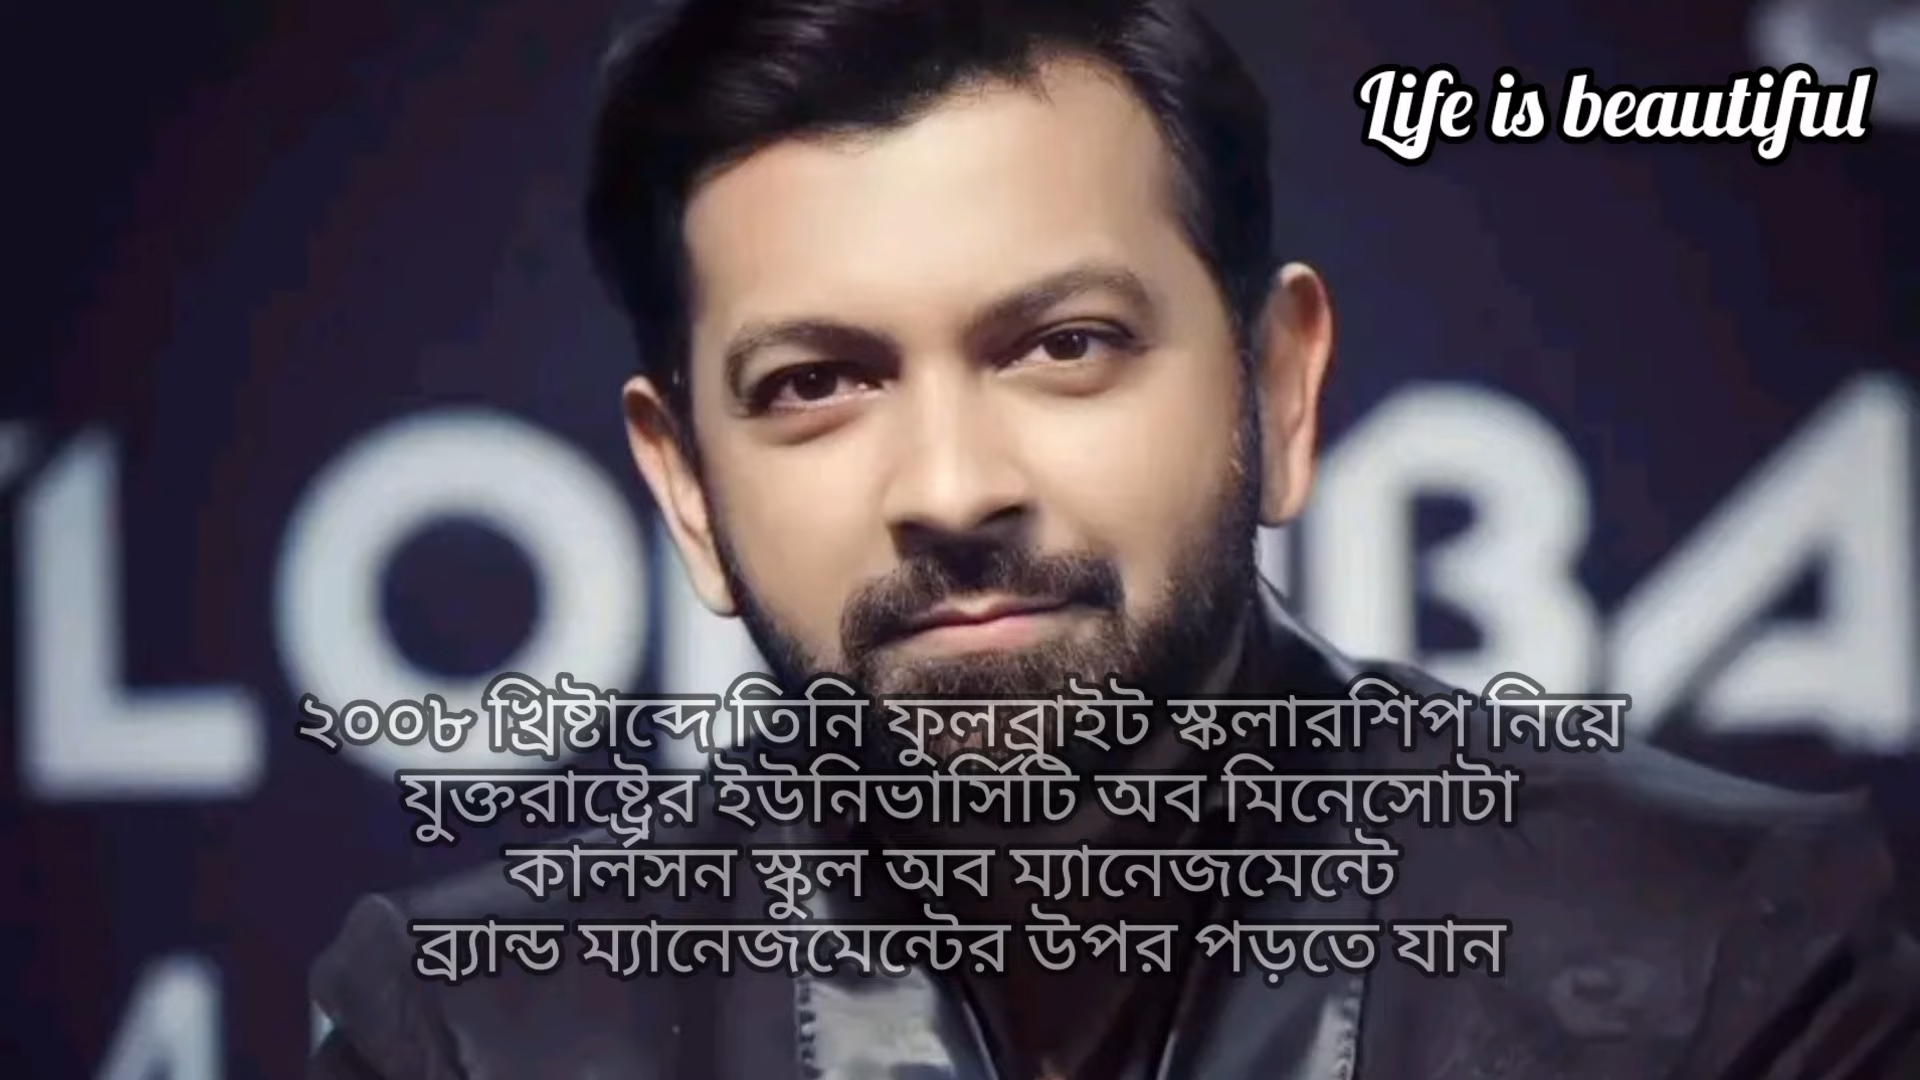 Life is beautiful
২০০৮ খ্রিষ্টাব্দে তিনি ফুলব্রাইট স্কলারশিপ নিয়ে
যুক্তরাষ্ট্রের ইউনিভার্সিটি অব মিনেসোটা
কার্লসন স্কুল অব ম্যানেজমেন্টে
ব্র্যান্ড ম্যানেজমেন্টের উপর পড়তে যান